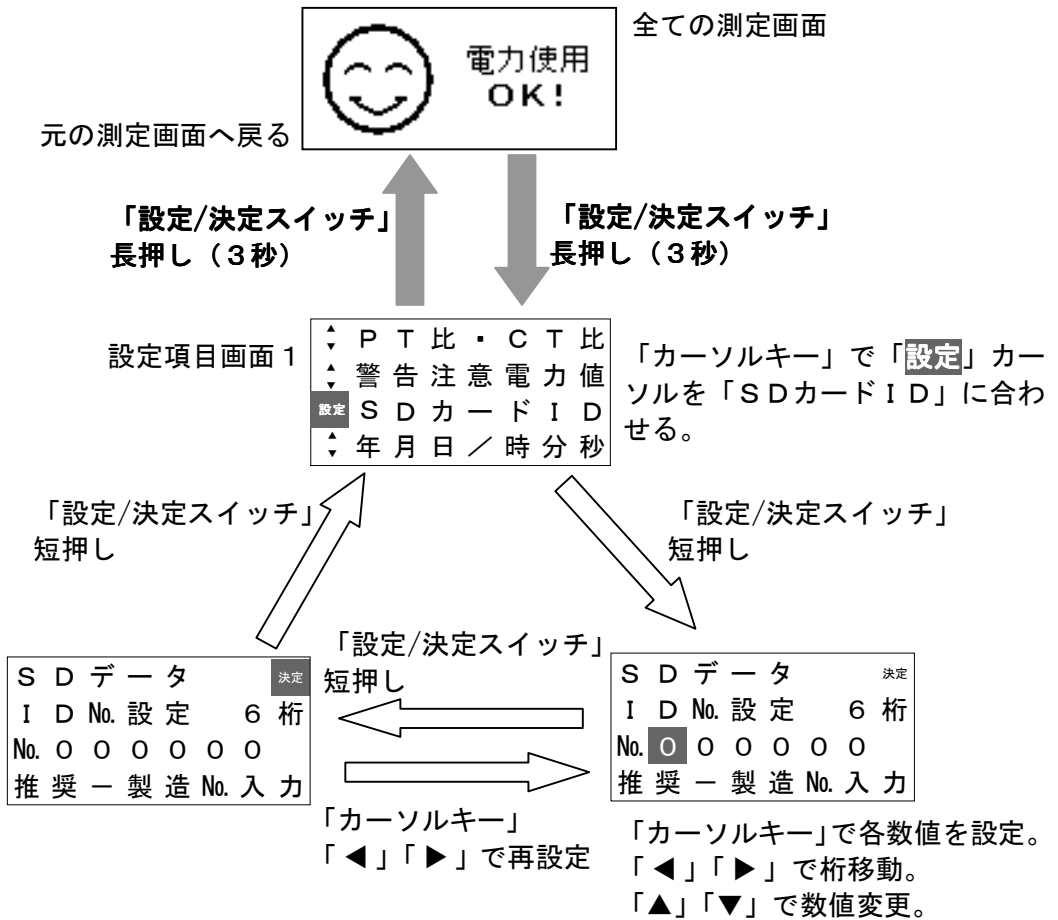 全ての測定画面
電力使用
OK!
元の測定画面へ戻る
「設定/決定スイッチ」
長押し（３秒）
「設定/決定スイッチ」
長押し（３秒）
設定項目画面１
ＰＴ比・ＣＴ比
警告注意電力値
設定 ＳＤカードＩＤ
年月日／時分秒
「カーソルキー」で「設定」カー
ソルを「ＳＤカードＩＤ」に合わ
せる。
「設定/決定スイッチ」
短押し
「設定/決定スイッチ」
短押し
ＳＤデータ 決定
ＩＤ№設定 ６桁
№００００００
推奨－製造№入力
「設定/決定スイッチ」
短押し
「カーソルキー」
「◀」「▶」で再設定
ＳＤデータ 決定
ＩＤ№設定 ６桁
№００００００
推奨－製造№入力
「カーソルキー」で各数値を設定。
「◀」「▶」で桁移動。
「▲」「▼」で数値変更。